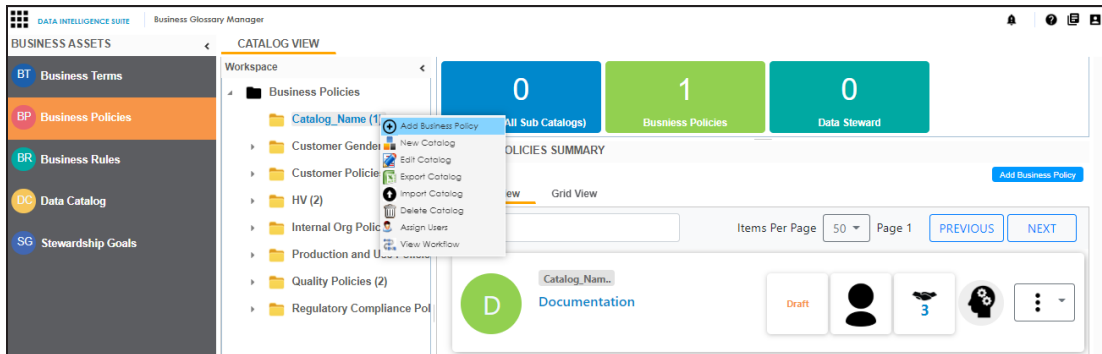 DATA INTELLIGENCE SUITE Business Glossary Manager
BUSINESS ASSETS
CATALOG VIEW
BT Business Terms
BP Business Policies
BR Business Rules
DC Data Catalog
SG Stewardship Goals
Workspace
Business Policies
Catalog_Name (1
Customer Gende
Customer Policie
HV (2)
Internal Org Polic
Production and U
Quality Policies (2)
Regulatory Compliance Pol
Add Business Policy
New Catalog
Edit Catalog
Export Catalog
Import Catalog
Delete Catalog
Assign Users
View Workflow
0
All Sub Catalogs)
1
Busniess Policies
0
Data Steward
OLICIES SUMMARY
Add Business Policy
ew Grid View
Items Per Page 50 Page 1 PREVIOUS NEXT
D
Catalog_Nam..
Documentation
Draft
3